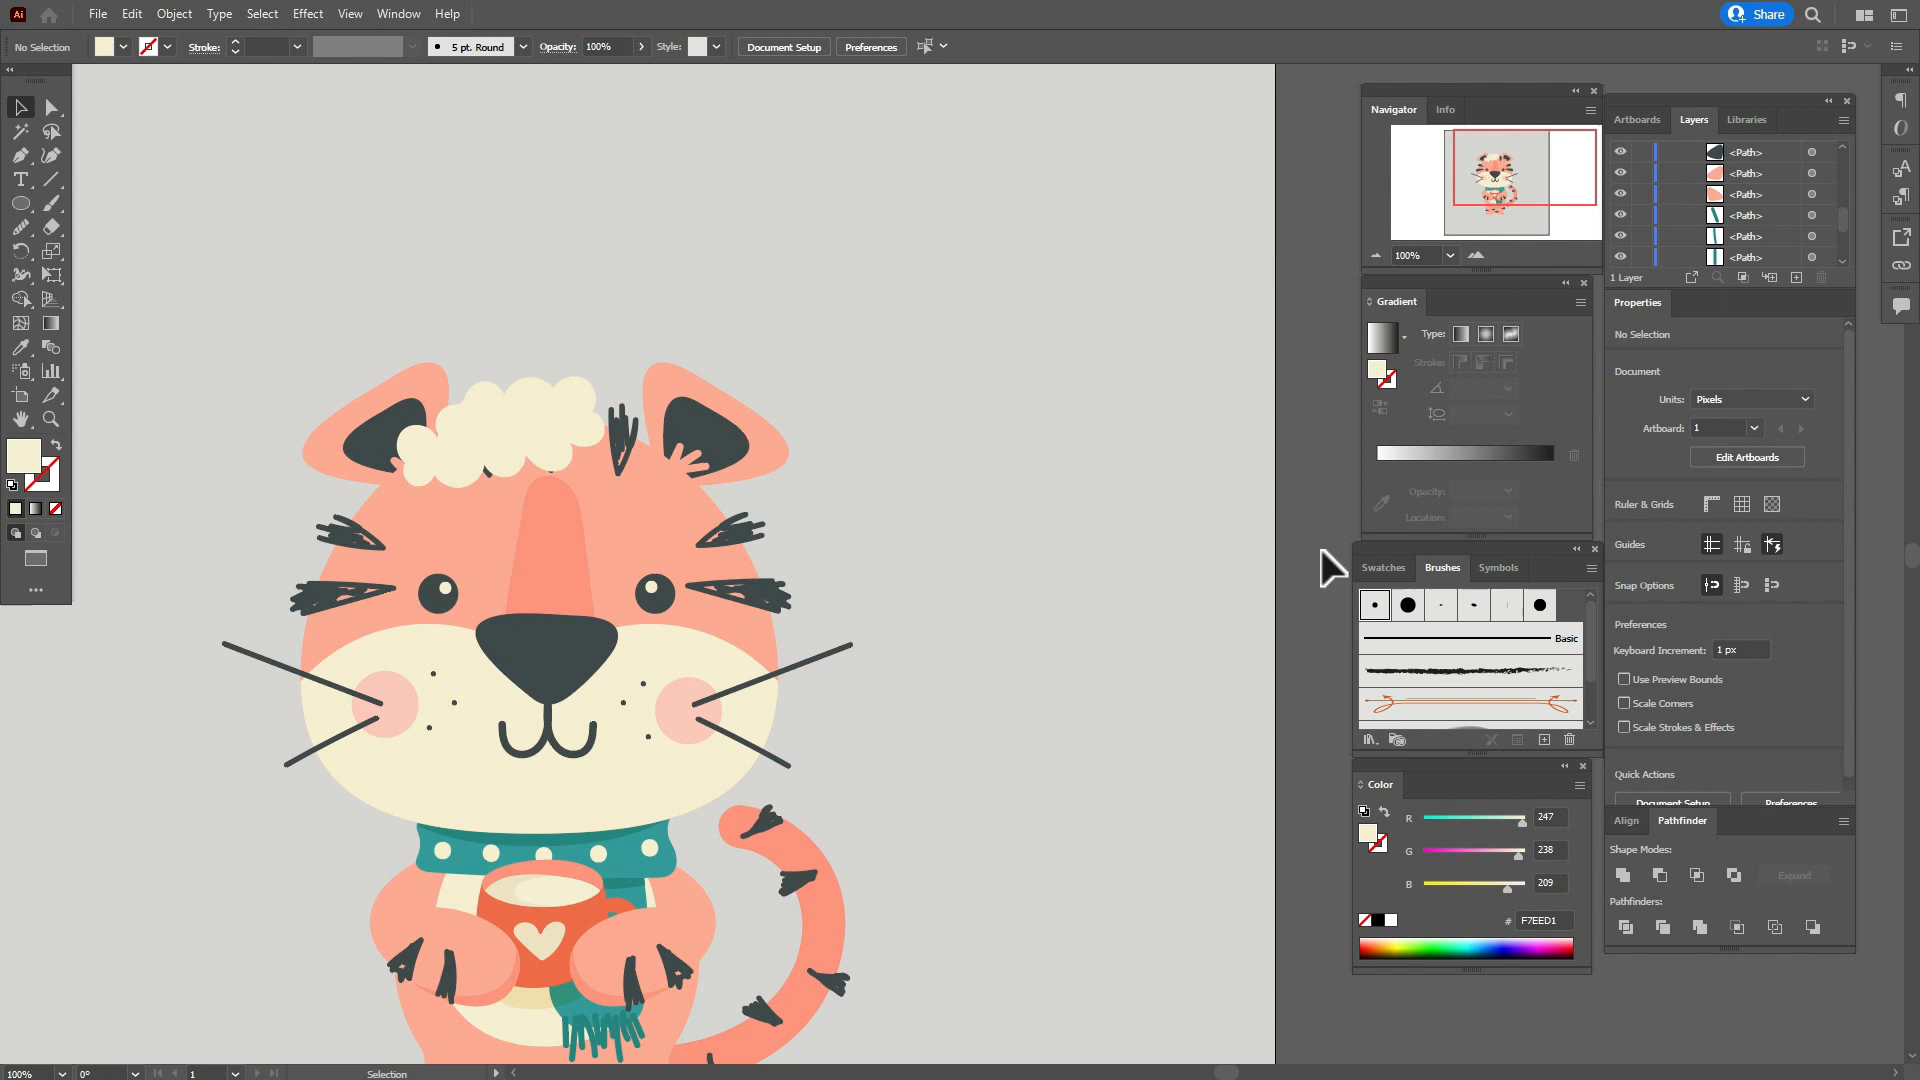 Ai File Edit Object Type Select Effect View Window Help Share
No Selection Stroke: 5 pt. Round Opacity: 100% Style: Document Setup Preferences
Navigator Info
100%
Artboards Layers Libraries
<Path>
<Path>
<Path>
<Path>
<Path>
<Path>
1 Layer
Gradient
Type:
Stroke:
Opacity:
Location:
Properties
No Selection
Document
Units: Pixels
Artboard: 1
Edit Artboards
Ruler & Grids
Guides
Snap Options
Preferences
Keyboard Increment: 1 px
Use Preview Bounds
Scale Corners
Scale Strokes & Effects
Quick Actions
Document Setup Preferences
Swatches Brushes Symbols
Basic
Color
R 247
G 238
B 209
# F7EED1
Align Pathfinder
Shape Modes:
Expand
Pathfinders:
100% 0° 1 Selection